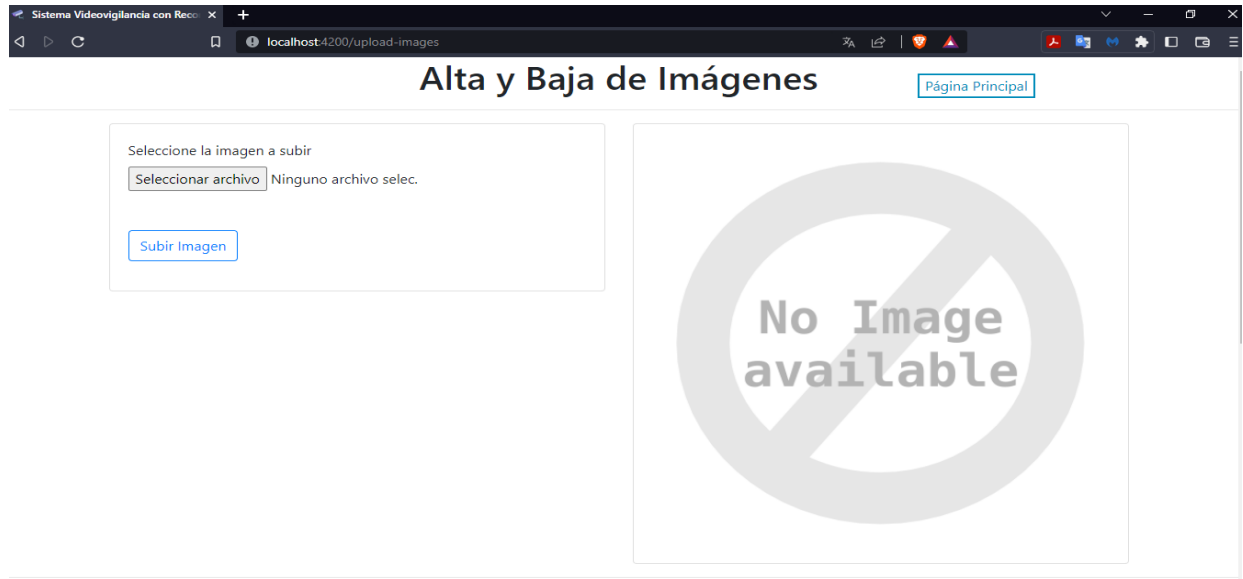 Sistema Videovigilancia con Reco
localhost:4200/upload-images
Alta y Baja de Imágenes
Página Principal
Seleccione la imagen a subir
Seleccionar archivo Ninguno archivo selec.
Subir Imagen
No Image
available